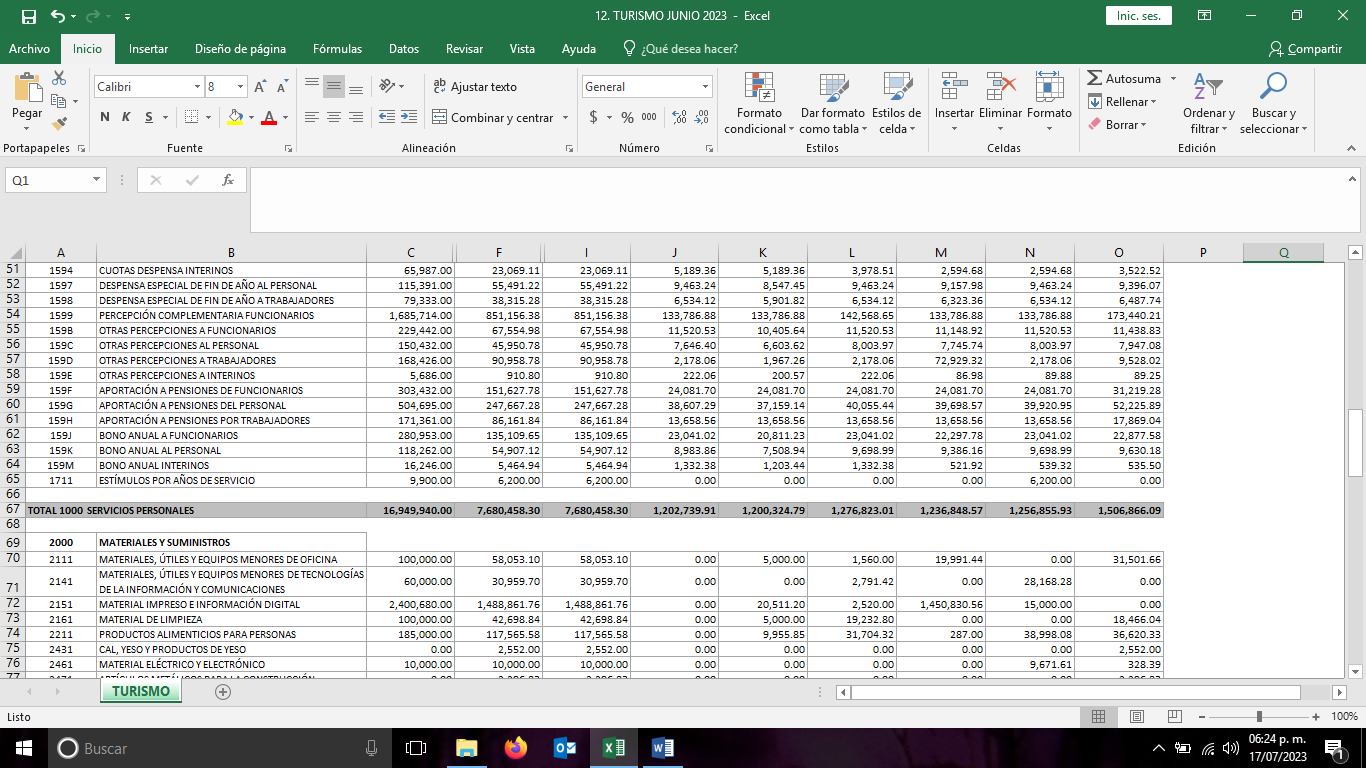 12. TURISMO JUNIO 2023 - Excel
Inic. ses.
Archivo Inicio Insertar Diseño de página Fórmulas Datos Revisar Vista Ayuda ¿Qué desea hacer? Compartir
Pegar
Portapapeles
Calibri 8
N K S
Fuente
Ajustar texto
Combinar y centrar
Alineación
General
$ % 000
Número
Formato condicional
Dar formato como tabla
Estilos de celda
Estilos
Insertar Eliminar Formato
Celdas
Autosuma
Rellenar
Borrar
Ordenar y filtrar
Buscar y seleccionar
Edición
Q1 fx
A B C F I J K L M N O P Q
51 1594 CUOTAS DESPENSA INTERINOS 65,987.00 23,069.11 23,069.11 5,189.36 5,189.36 3,978.51 2,594.68 2,594.68 3,522.52
52 1597 DESPENSA ESPECIAL DE FIN DE AÑO AL PERSONAL 115,391.00 55,491.22 55,491.22 9,463.24 8,547.45 9,463.24 9,157.98 9,463.24 9,396.07
53 1598 DESPENSA ESPECIAL DE FIN DE AÑO A TRABAJADORES 79,333.00 38,315.28 38,315.28 6,534.12 5,901.82 6,534.12 6,323.36 6,534.12 6,487.74
54 1599 PERCEPCIÓN COMPLEMENTARIA FUNCIONARIOS 1,685,714.00 851,156.38 851,156.38 133,786.88 133,786.88 142,568.65 133,786.88 133,786.88 173,440.21
55 159B OTRAS PERCEPCIONES A FUNCIONARIOS 229,442.00 67,554.98 67,554.98 11,520.53 10,405.64 11,520.53 11,148.92 11,520.53 11,438.83
56 159C OTRAS PERCEPCIONES AL PERSONAL 150,432.00 45,950.78 45,950.78 7,646.40 6,603.62 8,003.97 7,745.74 8,003.97 7,947.08
57 159D OTRAS PERCEPCIONES A TRABAJADORES 168,426.00 90,958.78 90,958.78 2,178.06 1,967.26 2,178.06 72,929.32 2,178.06 9,528.02
58 159E OTRAS PERCEPCIONES A INTERINOS 5,686.00 910.80 910.80 222.06 200.57 222.06 86.98 89.88 89.25
59 159F APORTACIÓN A PENSIONES DE FUNCIONARIOS 303,432.00 151,627.78 151,627.78 24,081.70 24,081.70 24,081.70 24,081.70 24,081.70 31,219.28
60 159G APORTACIÓN A PENSIONES DEL PERSONAL 504,695.00 247,667.28 247,667.28 38,607.29 37,159.14 40,055.44 39,698.57 39,920.95 52,225.89
61 159H APORTACIÓN A PENSIONES POR TRABAJADORES 171,361.00 86,161.84 86,161.84 13,658.56 13,658.56 13,658.56 13,658.56 13,658.56 17,869.04
62 159J BONO ANUAL A FUNCIONARIOS 280,953.00 135,109.65 135,109.65 23,041.02 20,811.23 23,041.02 22,297.78 23,041.02 22,877.58
63 159K BONO ANUAL AL PERSONAL 118,262.00 54,907.12 54,907.12 8,983.86 7,508.94 9,698.99 9,386.16 9,698.99 9,630.18
64 159M BONO ANUAL INTERINOS 16,246.00 5,464.94 5,464.94 1,332.38 1,203.44 1,332.38 521.92 539.32 535.50
65 1711 ESTÍMULOS POR AÑOS DE SERVICIO 9,900.00 6,200.00 6,200.00 0.00 0.00 0.00 0.00 6,200.00 0.00
66
67 TOTAL 1000 SERVICIOS PERSONALES 16,949,940.00 7,680,458.30 7,680,458.30 1,202,739.91 1,200,324.79 1,276,823.01 1,236,848.57 1,256,855.93 1,506,866.09
68
69 2000 MATERIALES Y SUMINISTROS
70 2111 MATERIALES, ÚTILES Y EQUIPOS MENORES DE OFICINA 100,000.00 58,053.10 58,053.10 0.00 5,000.00 1,560.00 19,991.44 0.00 31,501.66
MATERIALES, ÚTILES Y EQUIPOS MENORES DE TECNOLOGÍAS
71 2141 DE LA INFORMACIÓN Y COMUNICACIONES 60,000.00 30,959.70 30,959.70 0.00 0.00 2,791.42 0.00 28,168.28 0.00
72 2151 MATERIAL IMPRESO E INFORMACIÓN DIGITAL 2,400,680.00 1,488,861.76 1,488,861.76 0.00 20,511.20 2,520.00 1,450,830.56 15,000.00 0.00
73 2161 MATERIAL DE LIMPIEZA 100,000.00 42,698.84 42,698.84 0.00 5,000.00 19,232.80 0.00 0.00 18,466.04
74 2211 PRODUCTOS ALIMENTICIOS PARA PERSONAS 185,000.00 117,565.58 117,565.58 0.00 9,955.85 31,704.32 287.00 38,998.08 36,620.33
75 2431 CAL, YESO Y PRODUCTOS DE YESO 0.00 2,552.00 2,552.00 0.00 0.00 0.00 0.00 0.00 2,552.00
76 2461 MATERIAL ELÉCTRICO Y ELECTRÓNICO 10,000.00 10,000.00 10,000.00 0.00 0.00 0.00 0.00 9,671.61 328.39
TURISMO
Listo 100%
Buscar
06:24 p. m.
17/07/2023
1